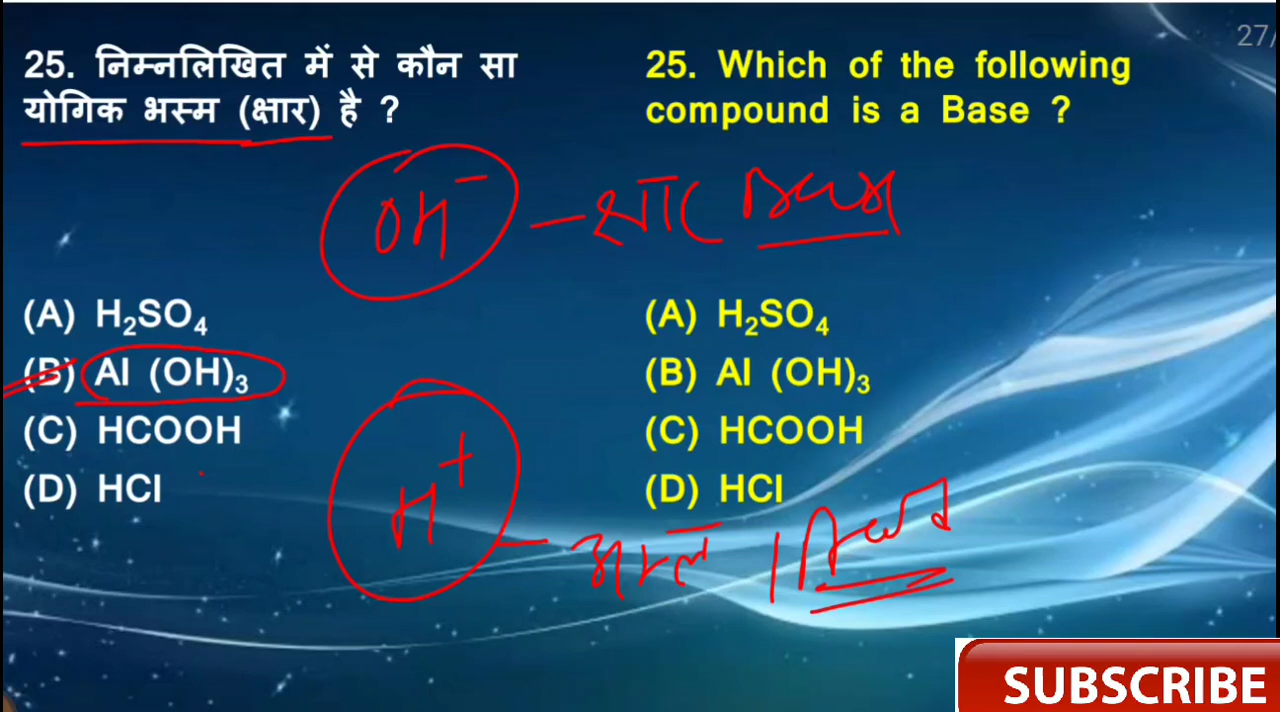 27/
25. निम्नलिखित में से कौन सा
योगिक भस्म (क्षार) है ?
25. Which of the following
compound is a Base ?
OH⁻ –
(A) H₂SO₄
(B) Al (OH)₃
(C) HCOOH
(D) HCl
(A) H₂SO₄
(B) Al (OH)₃
(C) HCOOH
(D) HCl
H⁺ – अम्ल
SUBSCRIBE